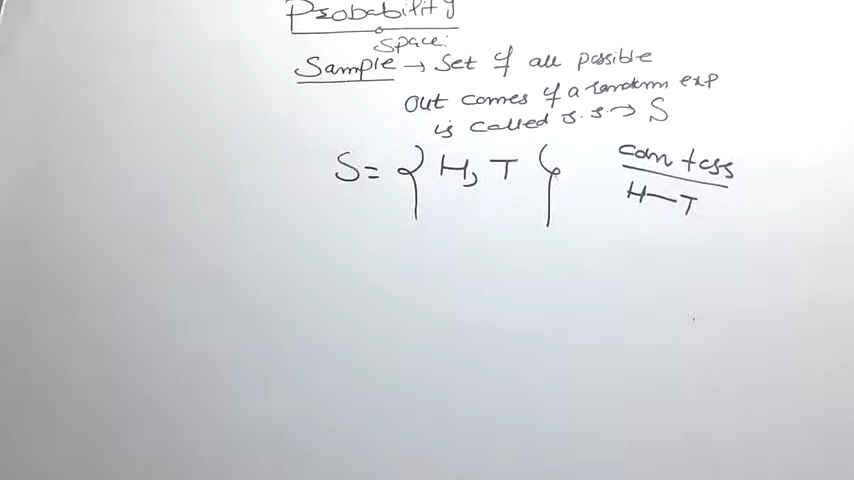 Probability
Space:
Sample → Set of all possible
out comes of a random exp
is called s.s. → S
S = { H, T }
Coin toss
H — T